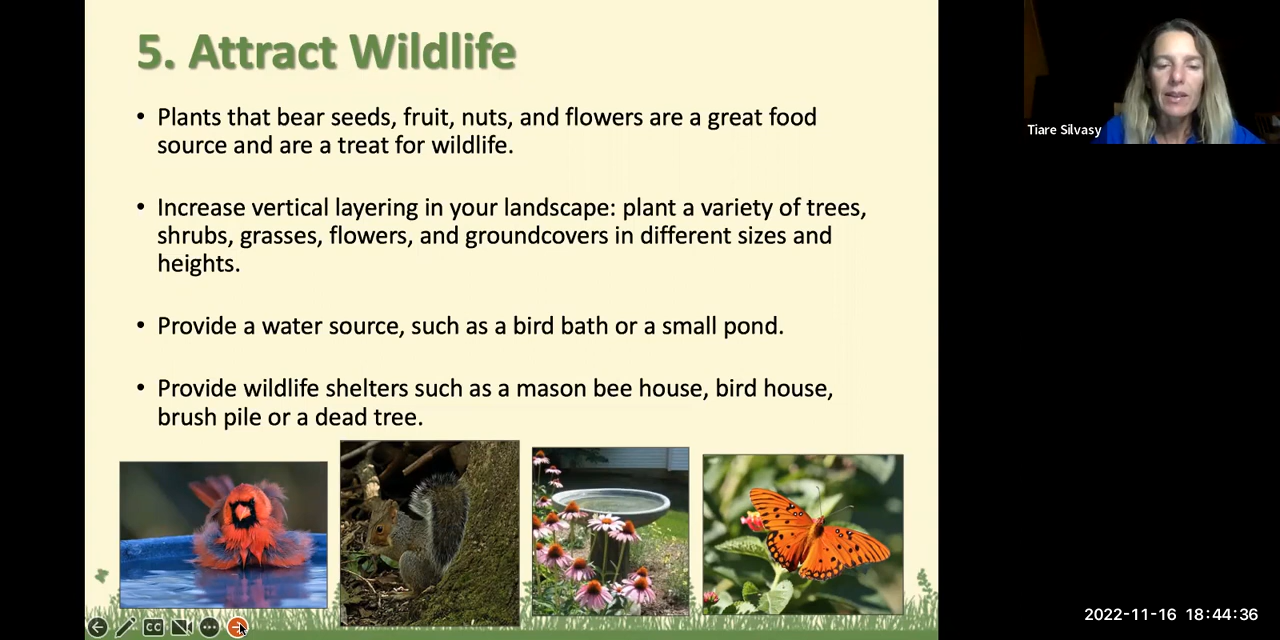 5. Attract Wildlife
• Plants that bear seeds, fruit, nuts, and flowers are a great food
source and are a treat for wildlife.
• Increase vertical layering in your landscape: plant a variety of trees,
shrubs, grasses, flowers, and groundcovers in different sizes and
heights.
• Provide a water source, such as a bird bath or a small pond.
• Provide wildlife shelters such as a mason bee house, bird house,
brush pile or a dead tree.
CC
Tiare Silvasy
2022-11-16 18:44:36